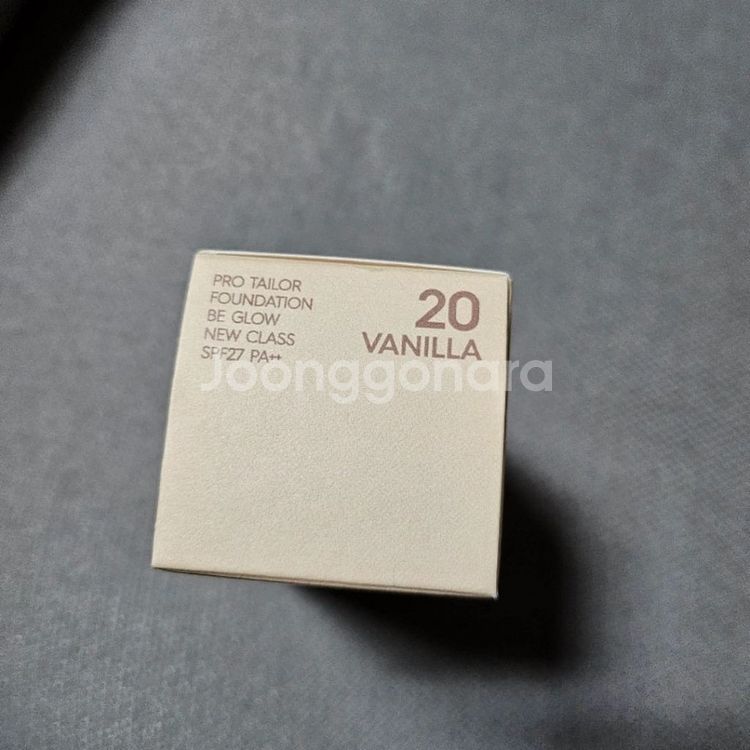 PRO TAILOR
FOUNDATION
BE GLOW
NEW CLASS
SPF27 PA++
20
VANILLA
Joonggonara